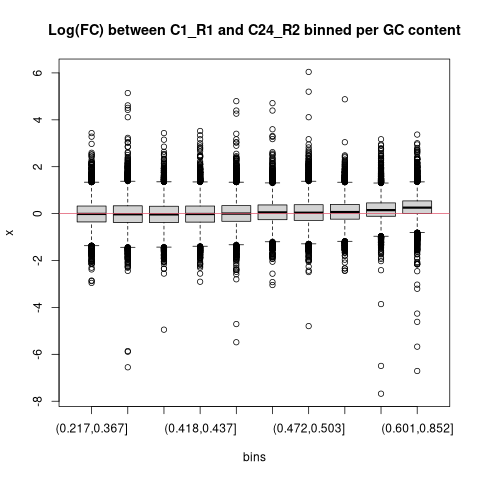 Log(FC) between C1_R1 and C24_R2 binned per GC content
6
4
2
0
-2
-4
-6
-8
x
(0.217,0.367] (0.418,0.437] (0.472,0.503] (0.601,0.852]
bins